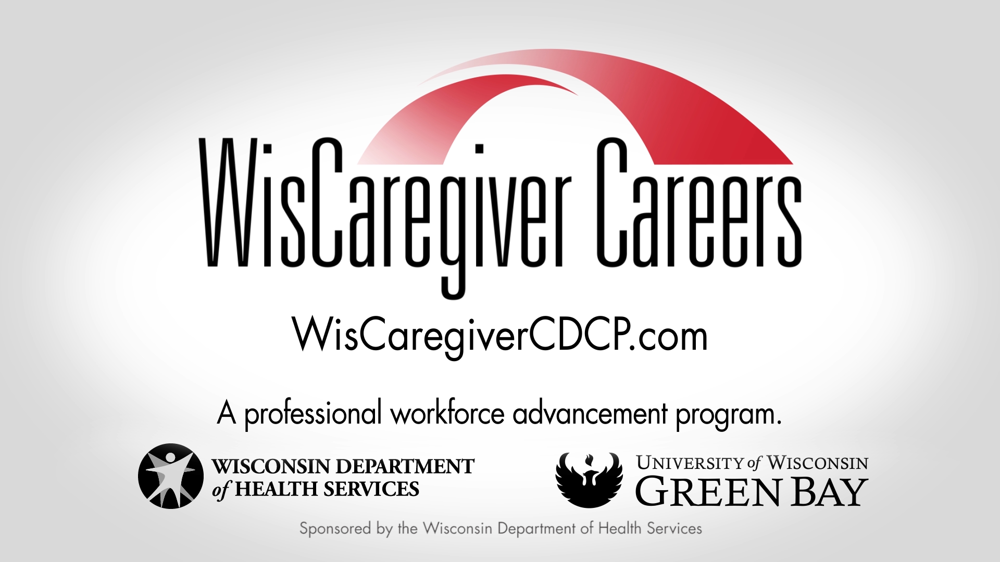 WisCaregiver Careers
WisCaregiverCDCP.com
A professional workforce advancement program.
WISCONSIN DEPARTMENT
of HEALTH SERVICES
UNIVERSITY of WISCONSIN
GREEN BAY
Sponsored by the Wisconsin Department of Health Services